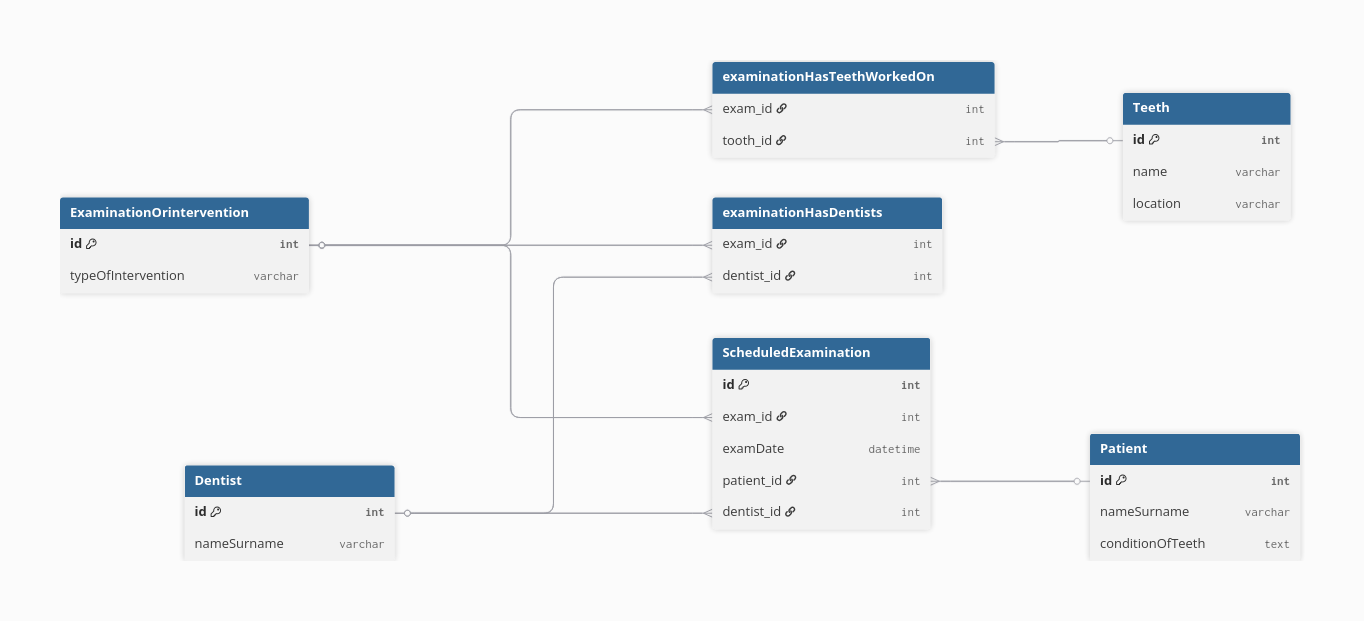 examinationHasTeethWorkedOn
exam_id int
tooth_id int
Teeth
id int
name varchar
location varchar
ExaminationOrintervention
id int
typeOfIntervention varchar
examinationHasDentists
exam_id int
dentist_id int
ScheduledExamination
id int
exam_id int
examDate datetime
patient_id int
dentist_id int
Dentist
id int
nameSurname varchar
Patient
id int
nameSurname varchar
conditionOfTeeth text